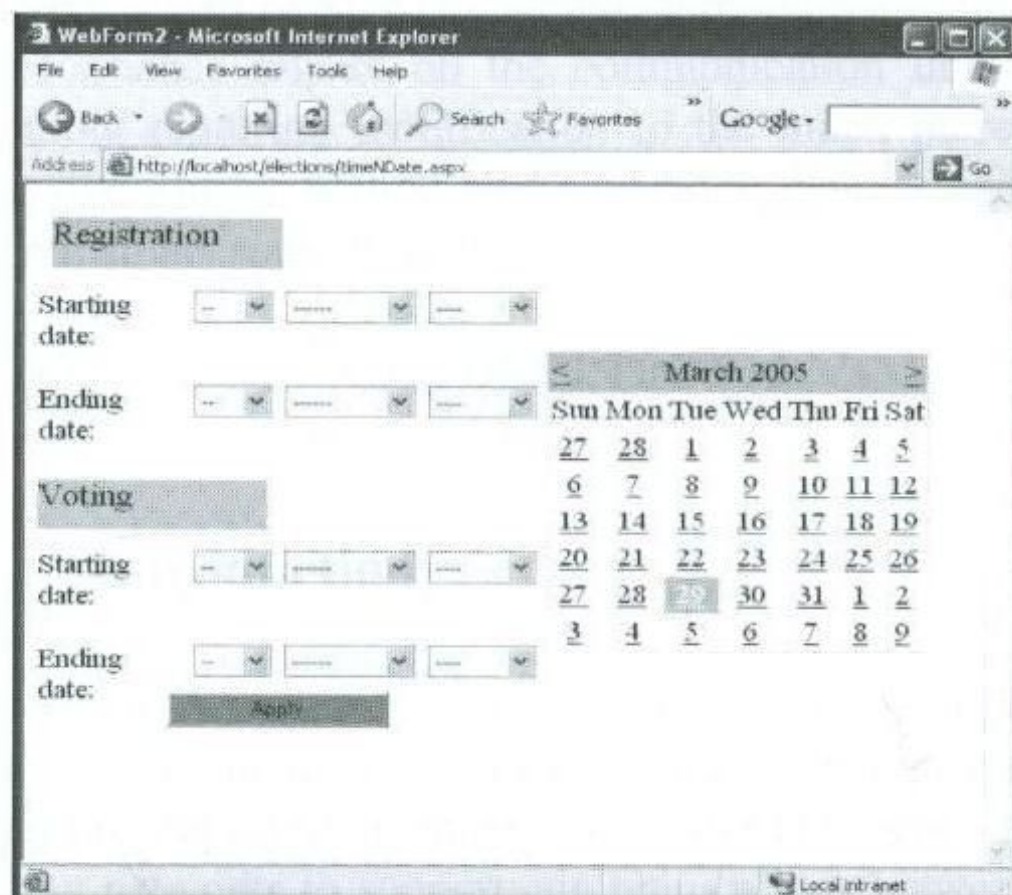 WebForm2 - Microsoft Internet Explorer
File Edit View Favorites Tools Help
Back Search Favorites » Google »
Address http://localhost/elections/timeNDate.aspx Go
Registration
Starting date:
-- ------ ----
Ending date:
-- ------ ----
Voting
Starting date:
-- ------ ----
Ending date:
-- ------ ----
Apply
< March 2005 >
Sun Mon Tue Wed Thu Fri Sat
27 28 1 2 3 4 5
6 7 8 9 10 11 12
13 14 15 16 17 18 19
20 21 22 23 24 25 26
27 28 29 30 31 1 2
3 4 5 6 7 8 9
Local intranet